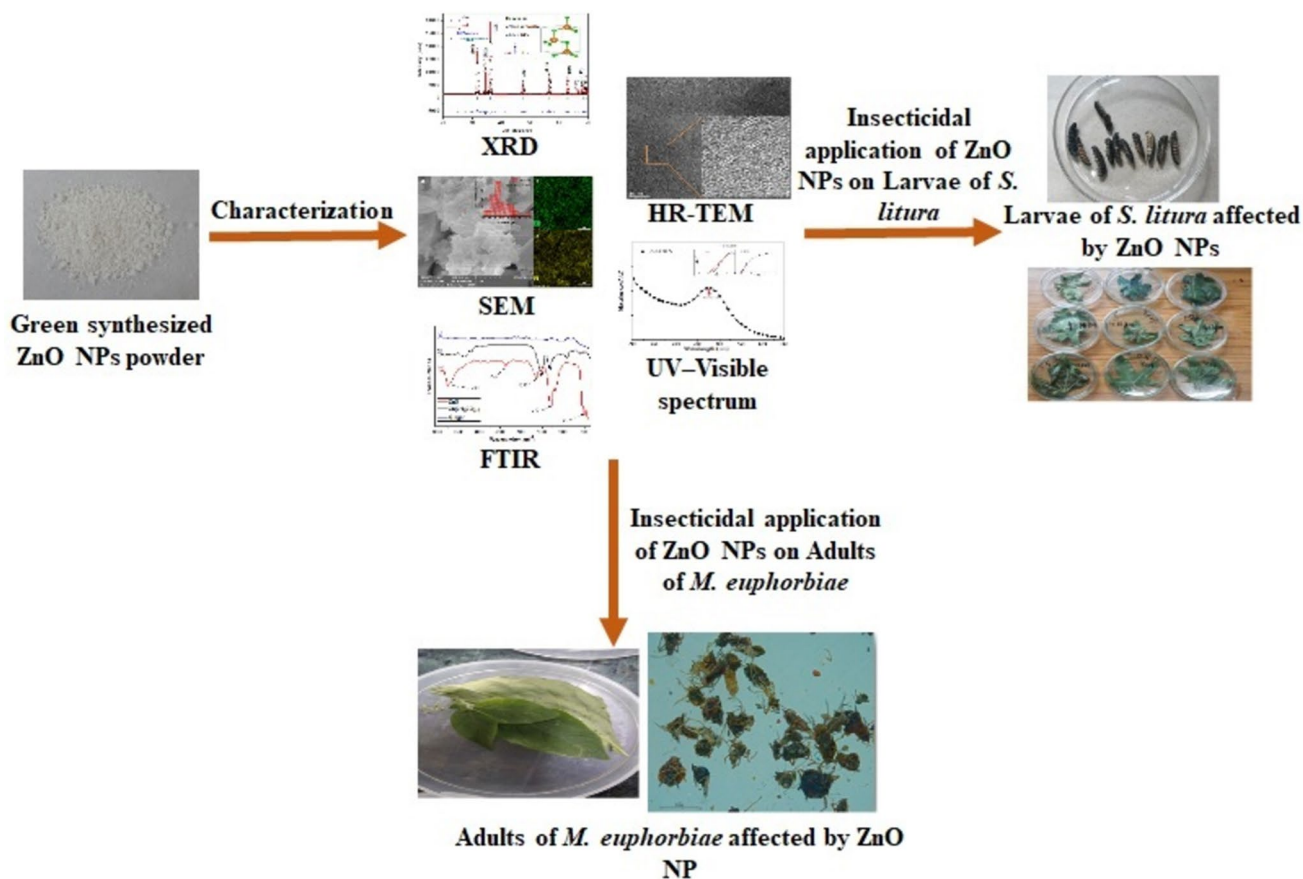 XRD
Green synthesized
ZnO NPs powder
Characterization
SEM
FTIR
HR-TEM
UV–Visible
spectrum
Insecticidal
application of ZnO
NPs on Larvae of S.
litura
Larvae of S. litura affected
by ZnO NPs
Insecticidal application
of ZnO NPs on Adults
of M. euphorbiae
Adults of M. euphorbiae affected by ZnO
NP